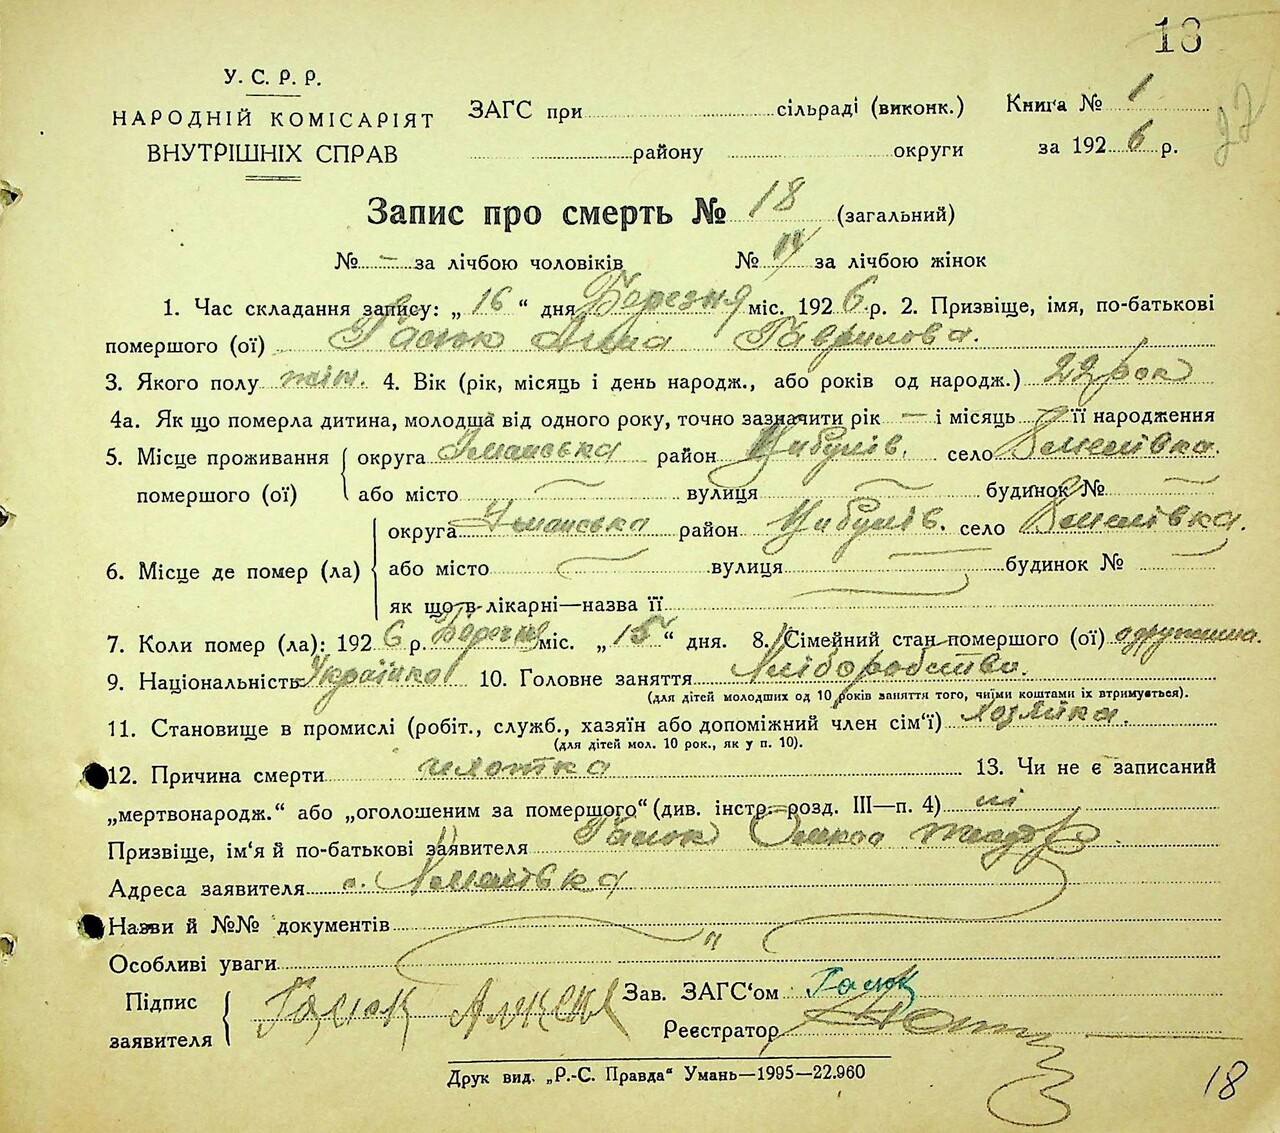 18
У. С. Р. Р.
НАРОДНІЙ КОМІСАРІЯТ
ВНУТРІШНІХ СПРАВ
ЗАГС при сільраді (виконк.)
району округи
Книга № 1
за 1926 р.
27
Запис про смерть № 18 (загальний)
№ – за лічбою чоловіків № за лічбою жінок
1. Час складання запису: „16“ дня Березня міс. 1926 р. 2. Призвіще, імя, по-батькові
помершого (ої) Гасюк Анна Гаврилова.
3. Якого полу жін. 4. Вік (рік, місяць і день народж., або років од народж.) 22 рок
4а. Як що померла дитина, молодша від одного року, точно зазначити рік — і місяць — її народження
5. Місце проживання помершого (ої)
округа Уманська район Цибулів. село
або місто вулиця будинок №
6. Місце де помер (ла)
округа Уманська район Цибулів. село
або місто вулиця будинок №
як що в лікарні—назва її
7. Коли помер (ла): 1926 р. Березня міс. „15“ дня. 8. Сімейний стан помершого (ої) одружина.
9. Національність Українка 10. Головне заняття Хліборобство.
(для дітей молодших од 10 років заняття того, чиїми коштами їх втримується).
11. Становище в промислі (робіт., служб., хазяїн або допоміжний член сім‘ї) хозяйка.
(для дітей мол. 10 рок., як у п. 10).
12. Причина смерти 13. Чи не є записаний
„мертвонародж.“ або „оголошеним за помершого“ (див. інстр. розд. III—п. 4) ні
Призвіще, ім‘я й по-батькові заявителя Гасюк
Адреса заявителя с.
Назви й №№ документів „
Особливі уваги
Підпис заявителя Гасюк
Зав. ЗАГС‘ом Гасюк
Реєстратор
Друк вид. „Р.-С. Правда“ Умань—1995—22.960
18